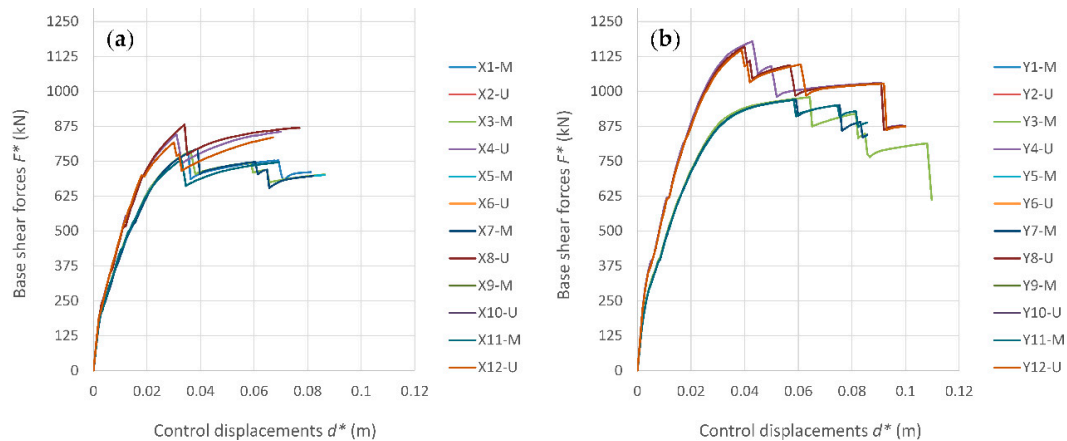 (a)
Base shear forces F* (kN)
1250
1125
1000
875
750
625
500
375
250
125
0
0
0.02
0.04
0.06
0.08
0.1
0.12
Control displacements d* (m)
X1-M
X2-U
X3-M
X4-U
X5-M
X6-U
X7-M
X8-U
X9-M
X10-U
X11-M
X12-U
(b)
Base shear forces F* (kN)
1250
1125
1000
875
750
625
500
375
250
125
0
0
0.02
0.04
0.06
0.08
0.1
0.12
Control displacements d* (m)
Y1-M
Y2-U
Y3-M
Y4-U
Y5-M
Y6-U
Y7-M
Y8-U
Y9-M
Y10-U
Y11-M
Y12-U